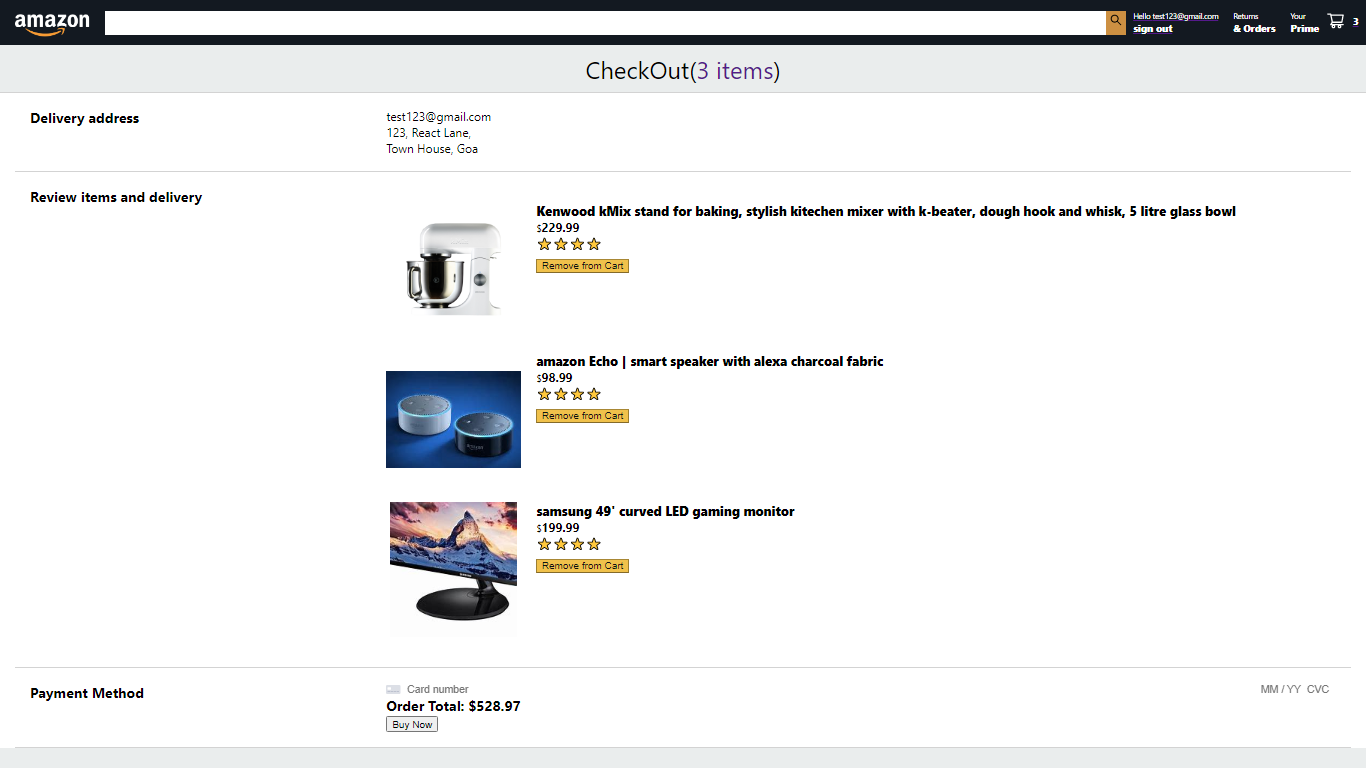 amazon
Hello test123@gmail.com
sign out
Returns
& Orders
Your
Prime
3
CheckOut(3 items)
Delivery address
test123@gmail.com
123, React Lane,
Town House, Goa
Review items and delivery
Kenwood kMix stand for baking, stylish kitechen mixer with k-beater, dough hook and whisk, 5 litre glass bowl
$229.99
Remove from Cart
amazon Echo | smart speaker with alexa charcoal fabric
$98.99
Remove from Cart
samsung 49' curved LED gaming monitor
$199.99
Remove from Cart
Payment Method
Card number
MM / YY CVC
Order Total: $528.97
Buy Now